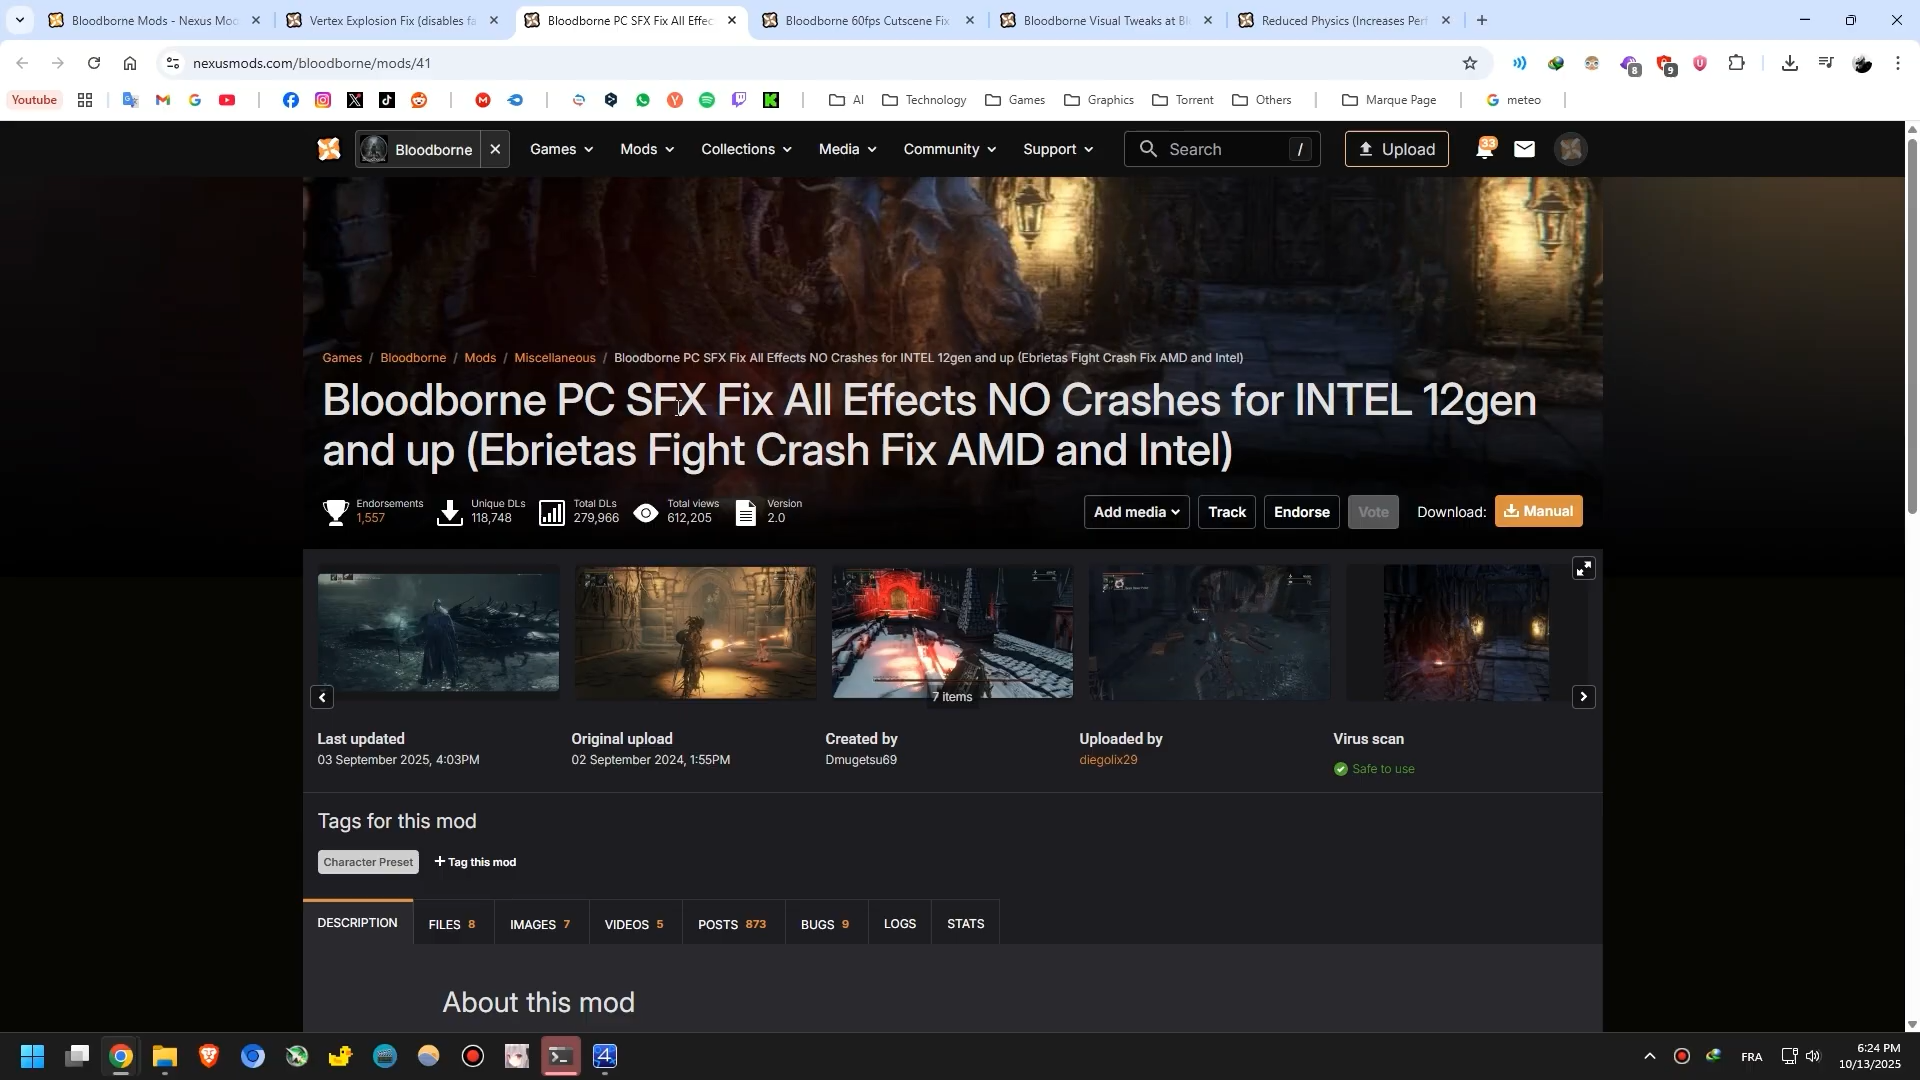 Bloodborne Mods - Nexus Mo
Vertex Explosion Fix (disables fa
Bloodborne PC SFX Fix All Effec
Bloodborne 60fps Cutscene Fix
Bloodborne Visual Tweaks at Bl
Reduced Physics (Increases Per
nexusmods.com/bloodborne/mods/41
8
9
Youtube
AI
Technology
Games
Graphics
Torrent
Others
Marque Page
meteo
Bloodborne
Games
Mods
Collections
Media
Community
Support
Search
/
Upload
33
Games / Bloodborne / Mods / Miscellaneous / Bloodborne PC SFX Fix All Effects NO Crashes for INTEL 12gen and up (Ebrietas Fight Crash Fix AMD and Intel)
Bloodborne PC SFX Fix All Effects NO Crashes for INTEL 12gen
and up (Ebrietas Fight Crash Fix AMD and Intel)
Endorsements
1,557
Unique DLs
118,748
Total DLs
279,966
Total views
612,205
Version
2.0
Add media
Track
Endorse
Vote
Download:
Manual
7 items
Last updated
03 September 2025, 4:03PM
Original upload
02 September 2024, 1:55PM
Created by
Dmugetsu69
Uploaded by
diegolix29
Virus scan
Safe to use
Tags for this mod
Character Preset
+ Tag this mod
DESCRIPTION
FILES 8
IMAGES 7
VIDEOS 5
POSTS 873
BUGS 9
LOGS
STATS
About this mod
FRA
6:24 PM
10/13/2025